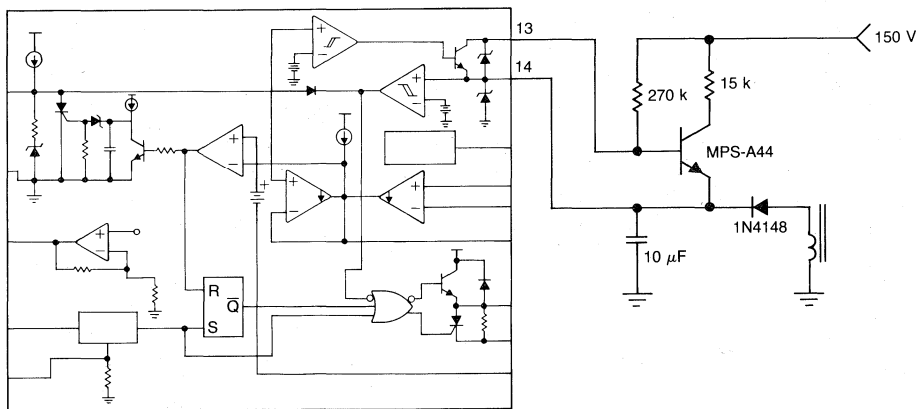 13
14
150 V
270 k
15 k
MPS-A44
1N4148
10 μF
R
Q̅
S
+
−
+
−
+
−
+
−
+
+
−
+
−
+
−